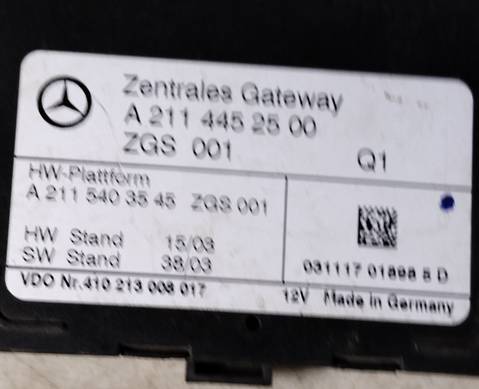 Zentrales Gateway
A 211 445 25 00
ZGS 001
Q1
HW-Plattform
A 211 540 35 45 ZGS 001
HW Stand 15/03
SW Stand 38/03
031117 01898 5 D
VDO Nr.410 213 008 017
12V Made in Germany